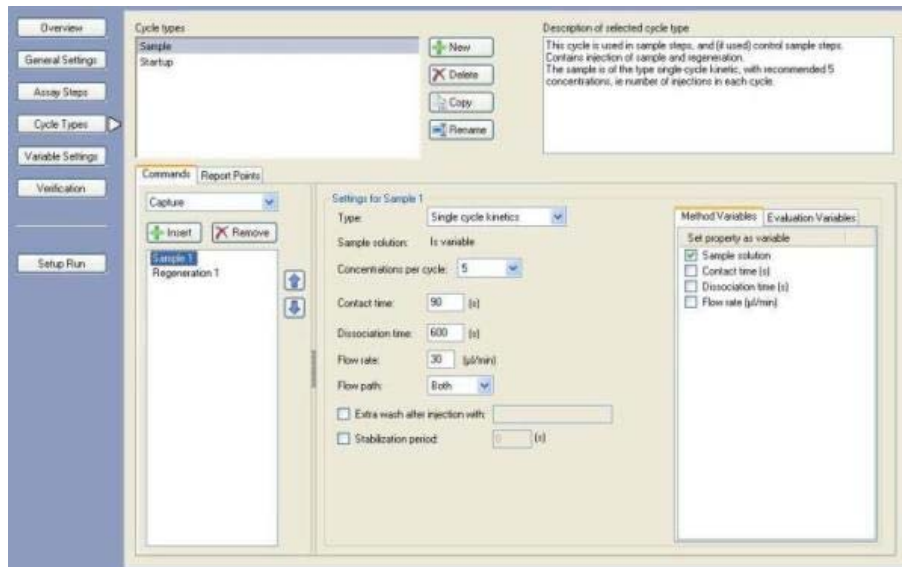 Overview
General Settings
Assay Steps
Cycle Types
Variable Settings
Verification
Setup Run
Cycle types
Sample
Startup
New
Delete
Copy
Rename
Description of selected cycle type
This cycle is used in sample steps, and (if used) control sample steps.
Contains injection of sample and regeneration.
The sample is of the type single-cycle kinetic, with recommended 5
concentrations, ie number of injections in each cycle.
Commands Report Points
Capture
Insert Remove
Sample 1
Regeneration 1
Settings for Sample 1
Type: Single cycle kinetics
Sample solution: Is variable
Concentrations per cycle: 5
Contact time: 90 (s)
Dissociation time: 600 (s)
Flow rate: 30 (µl/min)
Flow path: Both
Extra wash after injection with:
Stabilization period: 0 (s)
Method Variables Evaluation Variables
Set property as variable
Sample solution
Contact time (s)
Dissociation time (s)
Flow rate (µl/min)